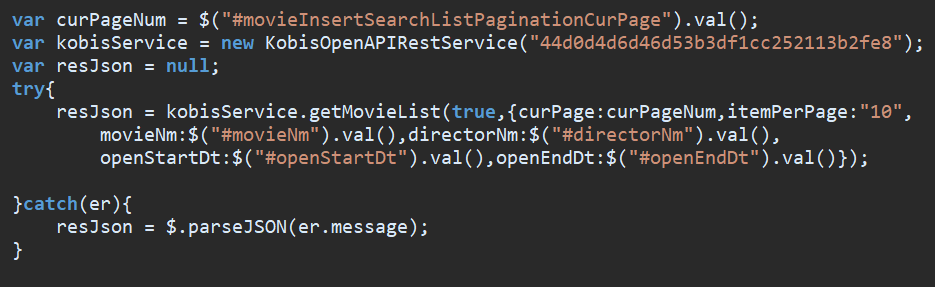 var curPageNum = $("#movieInsertSearchListPaginationCurPage").val();
var kobisService = new KobisOpenAPIRestService("44d0d4d6d46d53b3df1cc252113b2fe8");
var resJson = null;
try{
    resJson = kobisService.getMovieList(true,{curPage:curPageNum,itemPerPage:"10",
        movieNm:$("#movieNm").val(),directorNm:$("#directorNm").val(),
        openStartDt:$("#openStartDt").val(),openEndDt:$("#openEndDt").val()});
}catch(er){
    resJson = $.parseJSON(er.message);
}